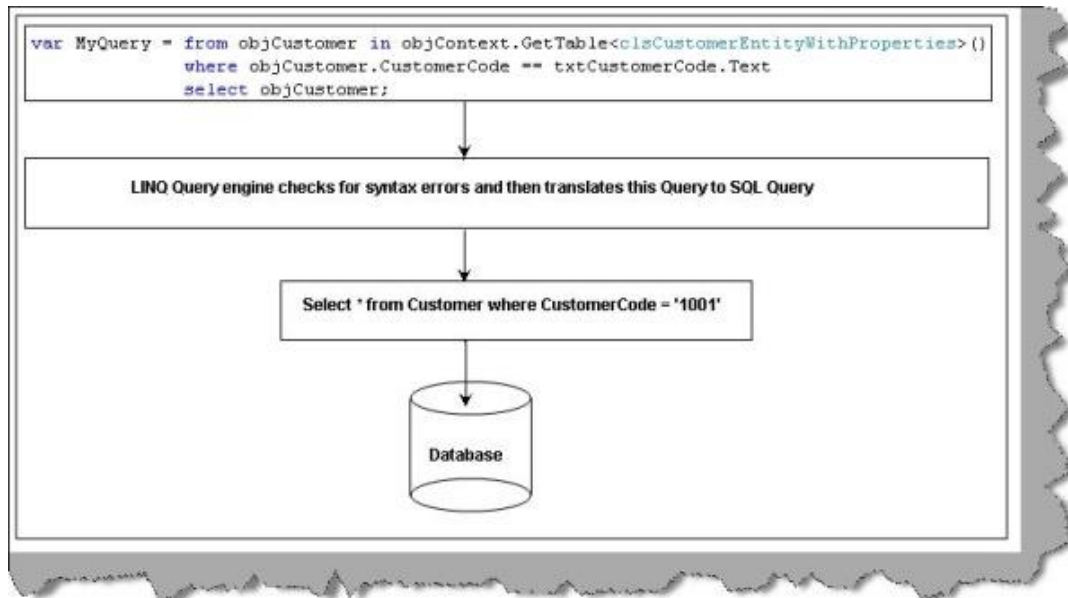 var MyQuery = from objCustomer in objContext.GetTable<clsCustomerEntityWithProperties>()
where objCustomer.CustomerCode == txtCustomerCode.Text
select objCustomer;
LINQ Query engine checks for syntax errors and then translates this Query to SQL Query
Select * from Customer where CustomerCode = '1001'
Database